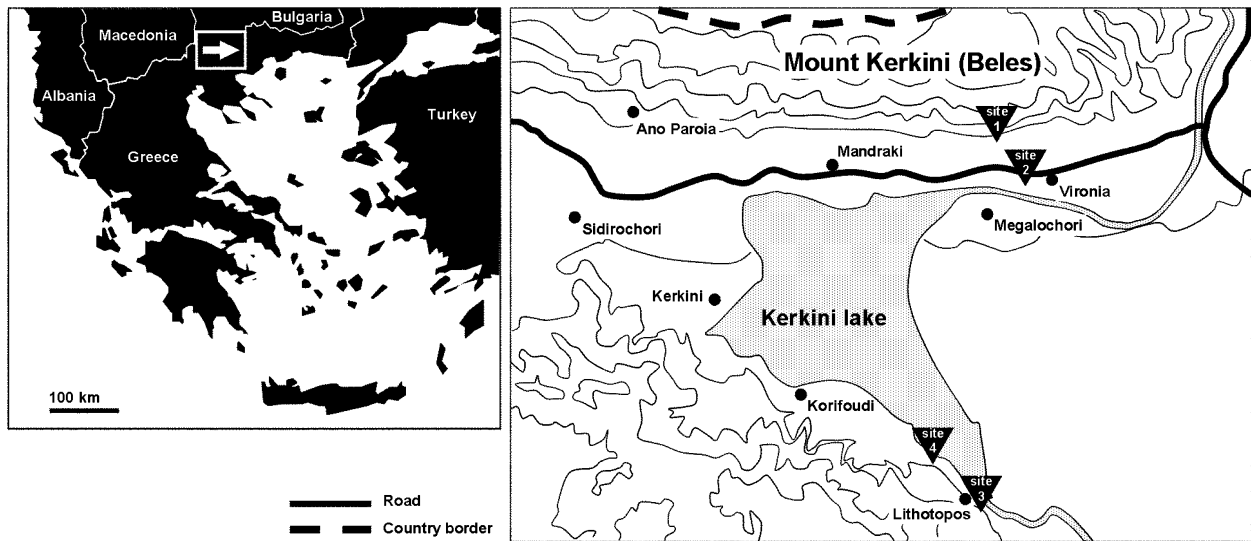 Bulgaria
Macedonia
Albania
Turkey
Greece
100 km
Road
Country border
Mount Kerkini (Beles)
site
1
Ano Paroia
Mandraki
site
2
Vironia
Sidirochori
Megalochori
Kerkini
Kerkini lake
Korifoudi
site
4
site
3
Lithotopos